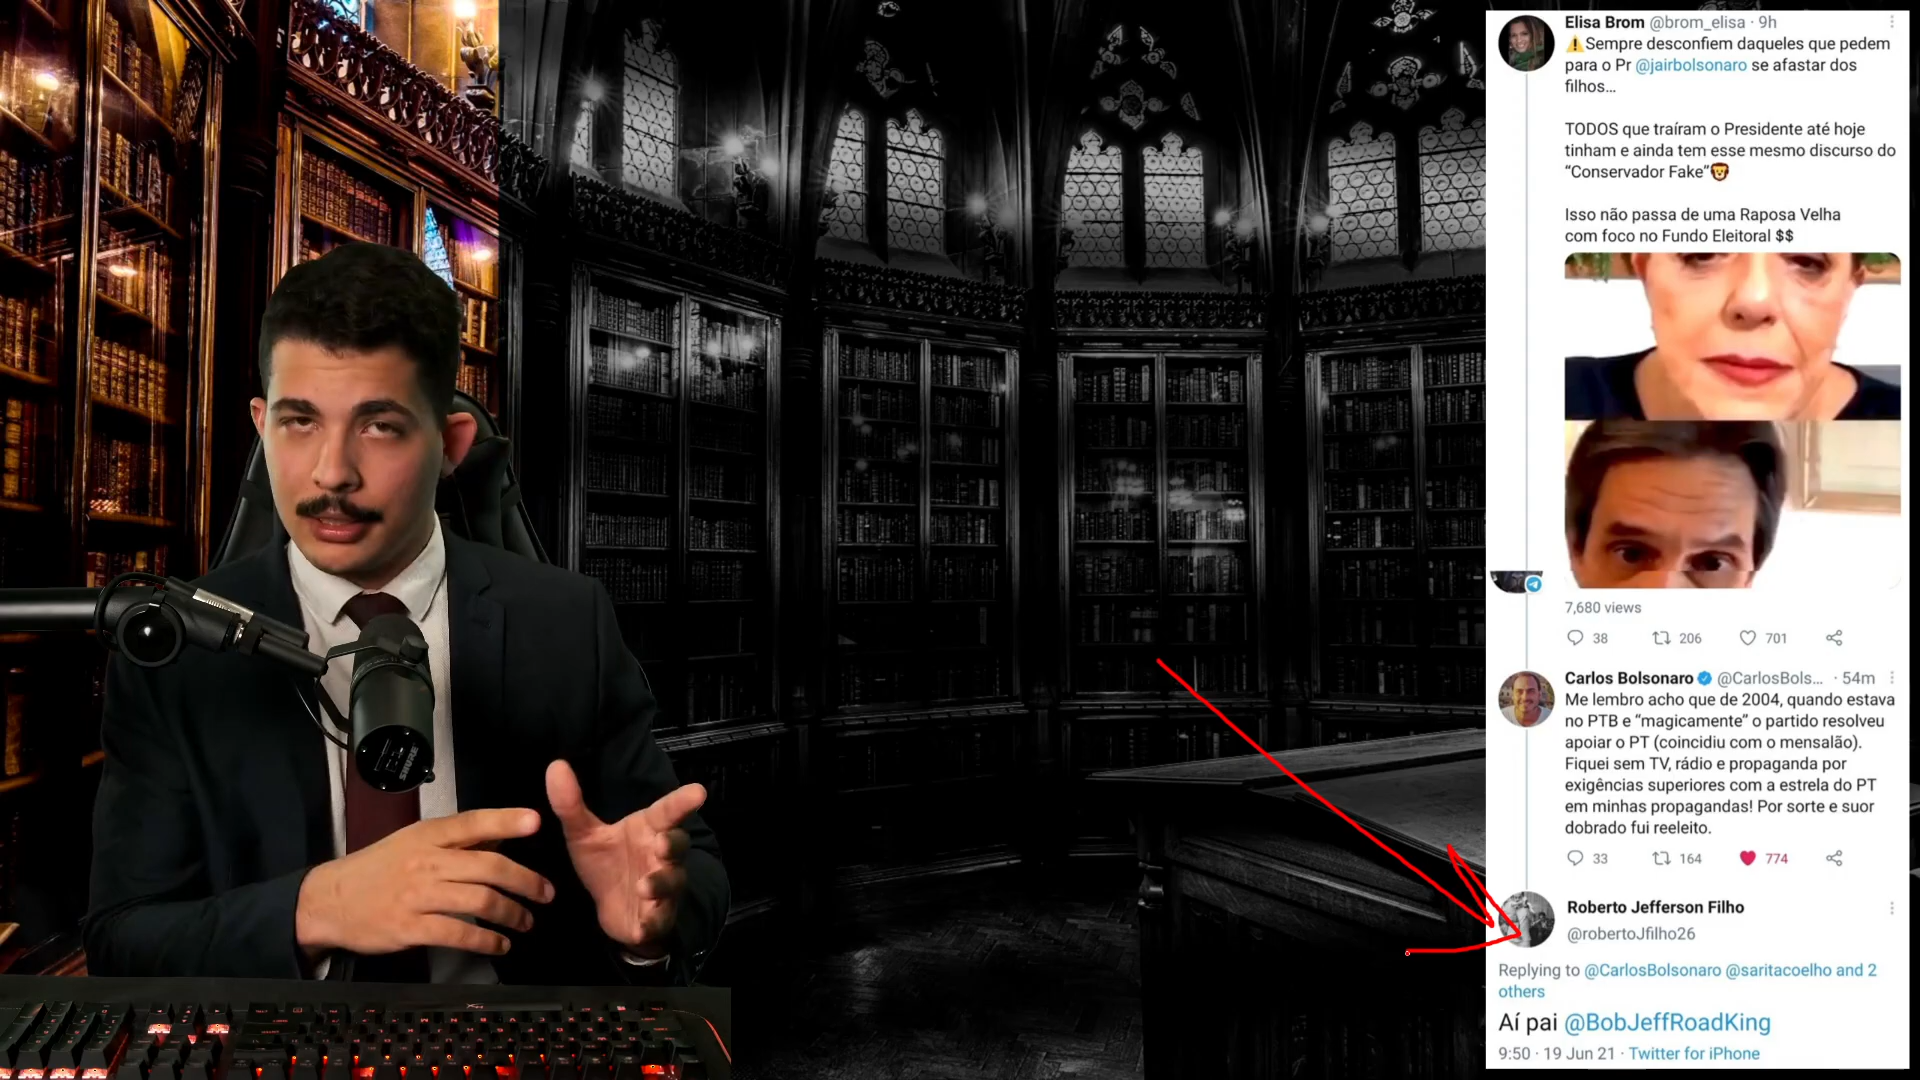 Elisa Brom @brom_elisa · 9h
⚠️Sempre desconfiem daqueles que pedem
para o Pr @jairbolsonaro se afastar dos
filhos...
TODOS que traíram o Presidente até hoje
tinham e ainda tem esse mesmo discurso do
“Conservador Fake”🦁
Isso não passa de uma Raposa Velha
com foco no Fundo Eleitoral $$
7,680 views
38 206 701
Carlos Bolsonaro @CarlosBols... · 54m
Me lembro acho que de 2004, quando estava
no PTB e “magicamente” o partido resolveu
apoiar o PT (coincidiu com o mensalão).
Fiquei sem TV, rádio e propaganda por
exigências superiores com a estrela do PT
em minhas propagandas! Por sorte e suor
dobrado fui reeleito.
33 164 774
Roberto Jefferson Filho
@robertoJfilho26
Replying to @CarlosBolsonaro @saritacoelho and 2
others
Aí pai @BobJeffRoadKing
9:50 · 19 Jun 21 · Twitter for iPhone
SHURE